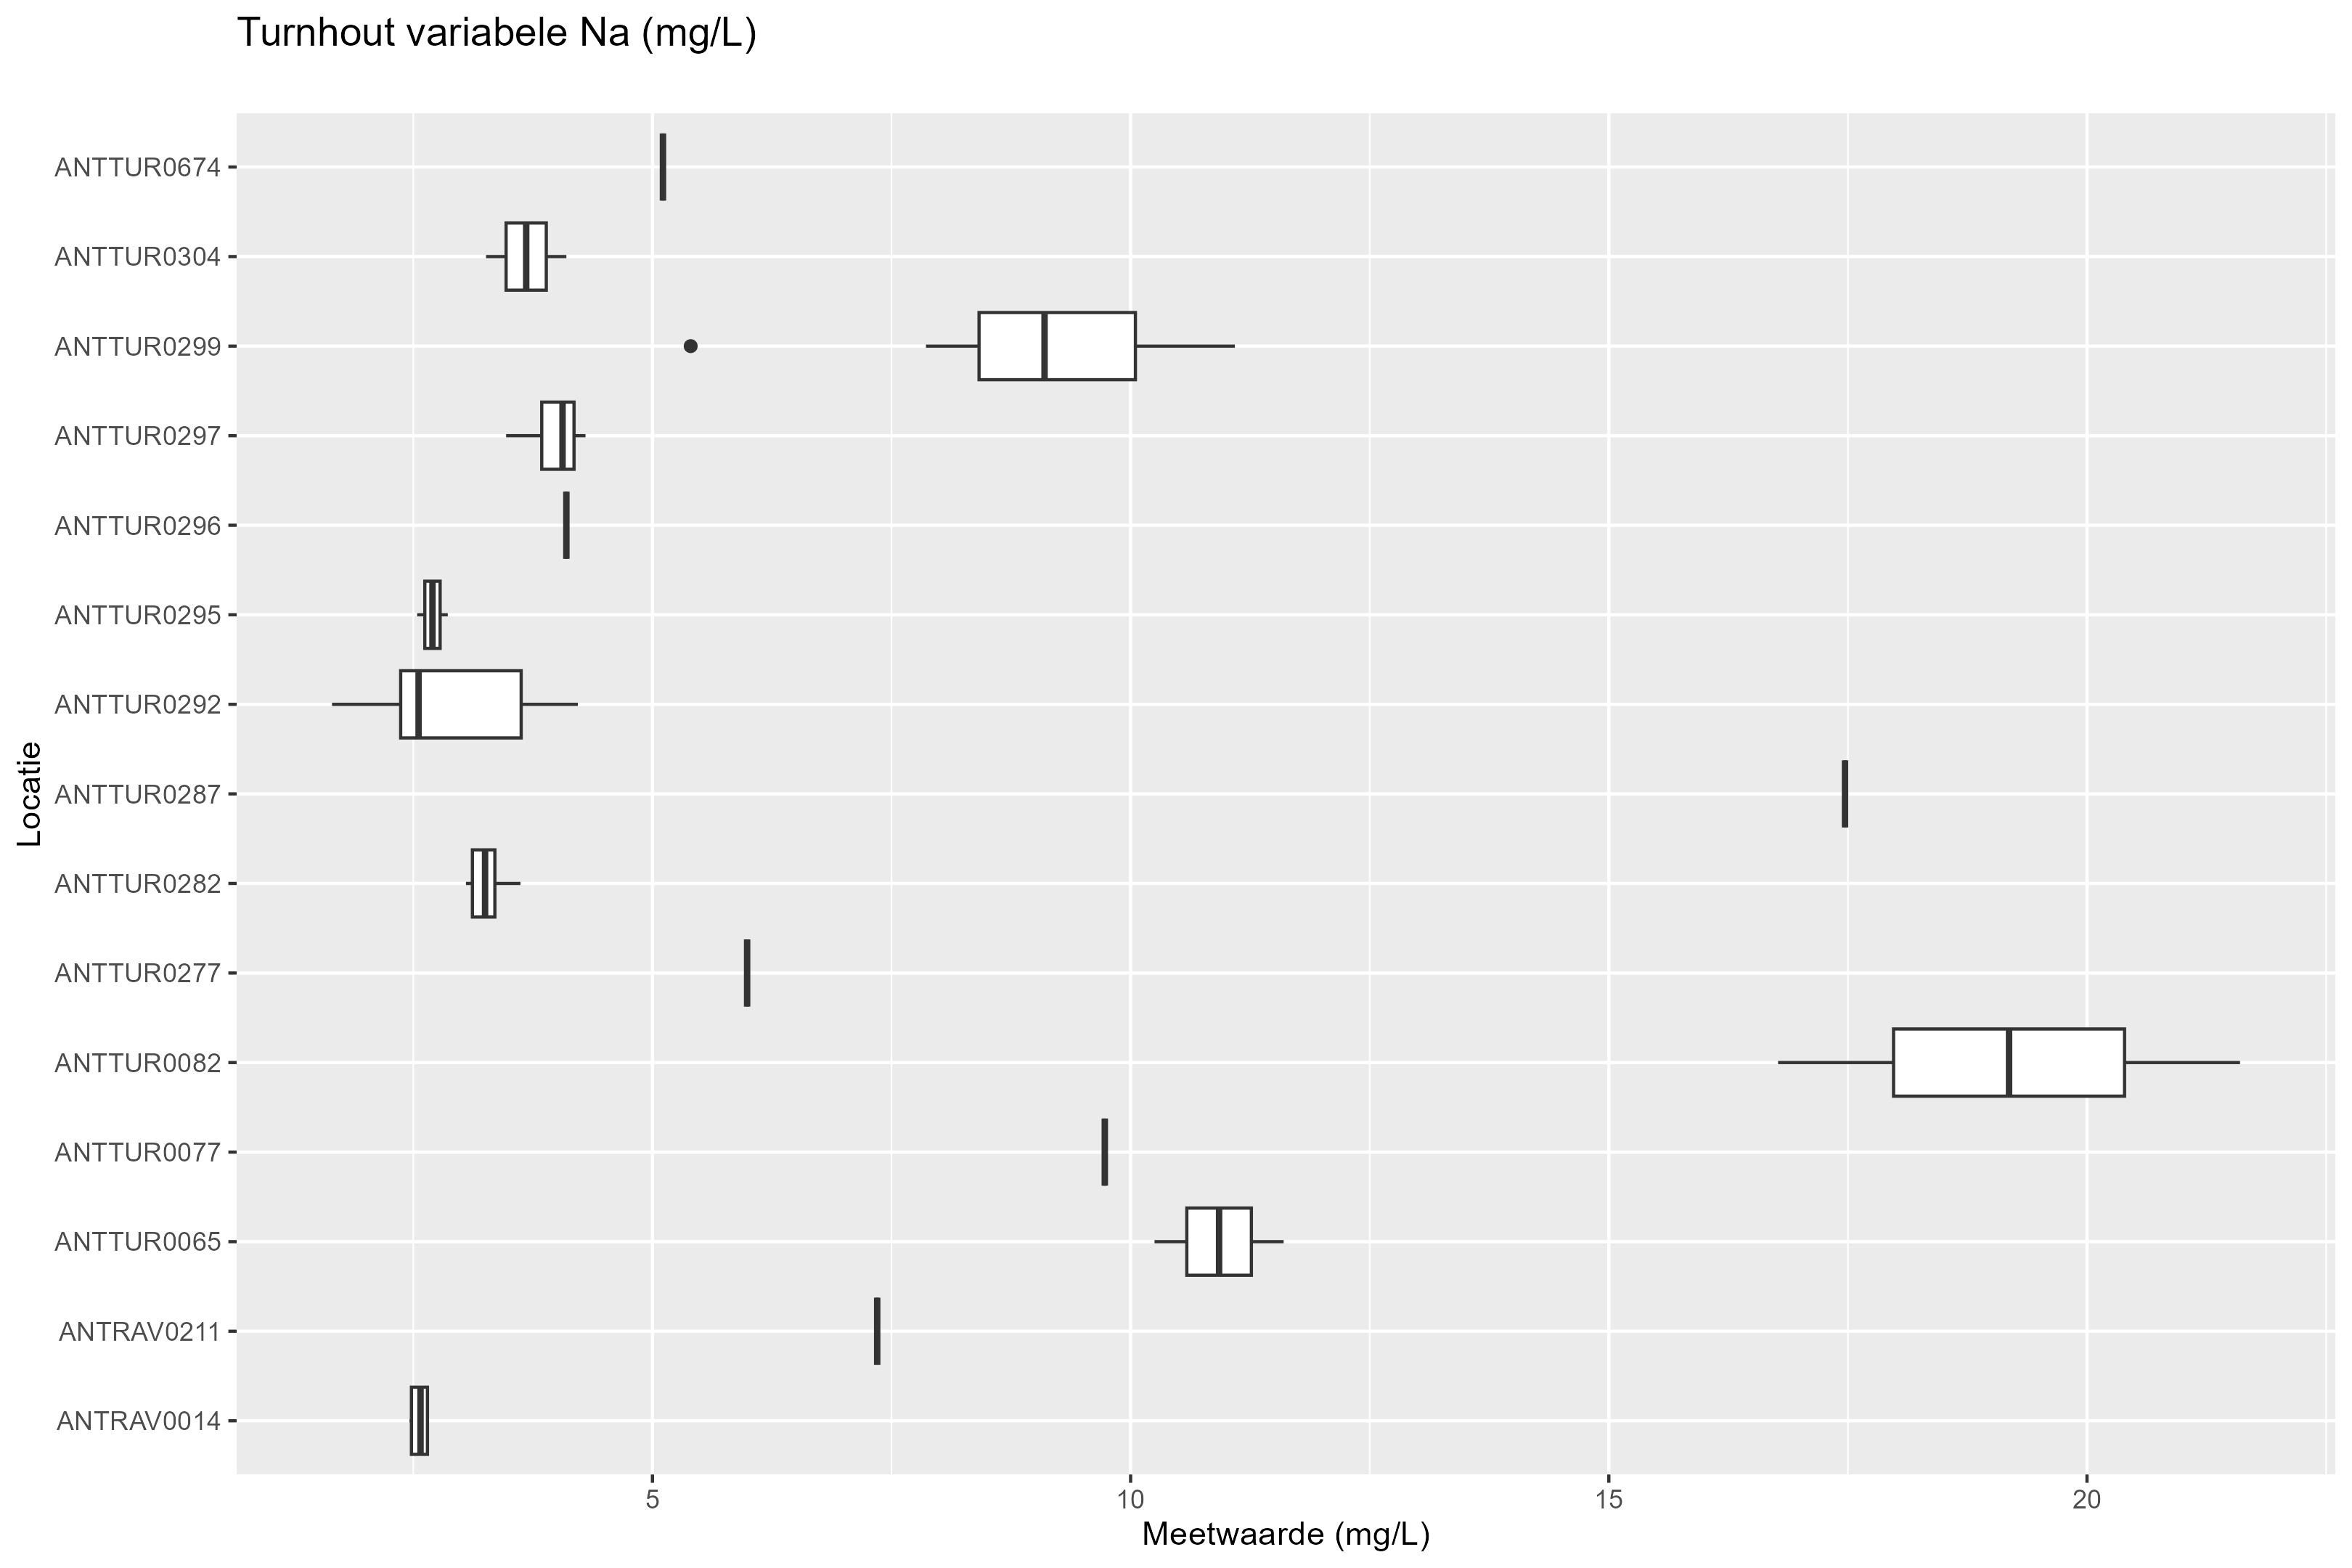 Turnhout variabele Na (mg/L)
ANTTUR0674
ANTTUR0304
ANTTUR0299
ANTTUR0297
ANTTUR0296
ANTTUR0295
ANTTUR0292
ANTTUR0287
ANTTUR0282
ANTTUR0277
ANTTUR0082
ANTTUR0077
ANTTUR0065
ANTRAV0211
ANTRAV0014
Locatie
5 10 15 20
Meetwaarde (mg/L)